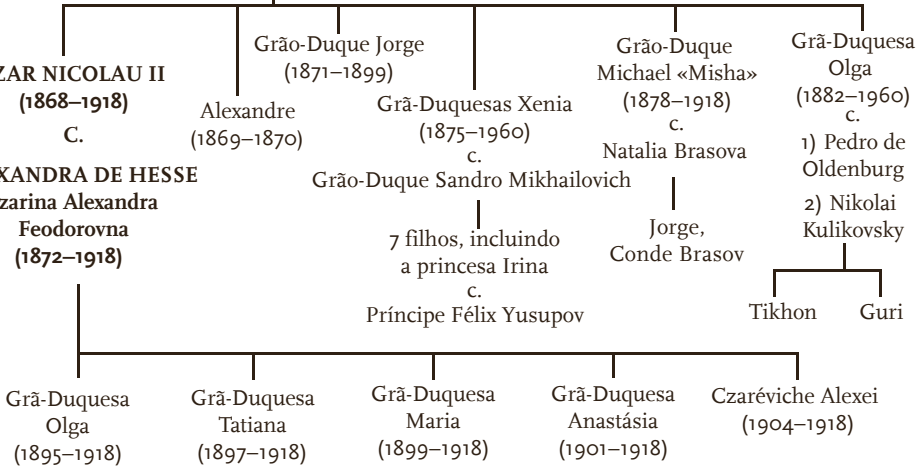 ZAR NICOLAU II
(1868–1918)
C.
XANDRA DE HESSE
zarina Alexandra
Feodorovna
(1872–1918)
Alexandre
(1869–1870)
Grão-Duque Jorge
(1871–1899)
Grã-Duquesas Xenia
(1875–1960)
c.
Grão-Duque Sandro Mikhailovich
7 filhos, incluindo
a princesa Irina
c.
Príncipe Félix Yusupov
Grão-Duque
Michael «Misha»
(1878–1918)
c.
Natalia Brasova
Jorge,
Conde Brasov
Grã-Duquesa
Olga
(1882–1960)
c.
1) Pedro de
Oldenburg
2) Nikolai
Kulikovsky
Tikhon
Guri
Grã-Duquesa
Olga
(1895–1918)
Grã-Duquesa
Tatiana
(1897–1918)
Grã-Duquesa
Maria
(1899–1918)
Grã-Duquesa
Anastásia
(1901–1918)
Czaréviche Alexei
(1904–1918)